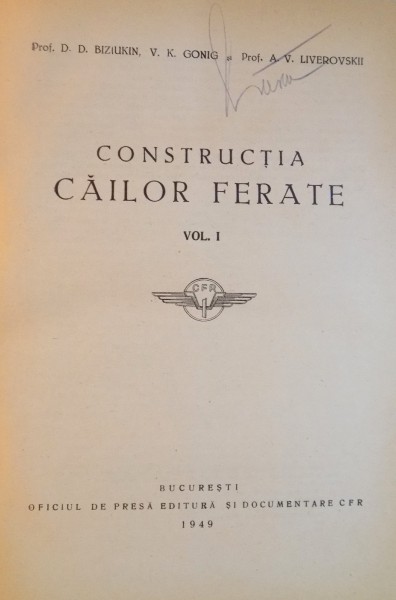 Prof. D. D. BIZIUKIN, V. K. GONIG și Prof. A. V. LIVEROVSKII
CONSTRUCȚIA
CĂILOR FERATE
VOL. I
CFR
BUCUREȘTI
OFICIUL DE PRESĂ EDITURĂ ȘI DOCUMENTARE CFR
1949